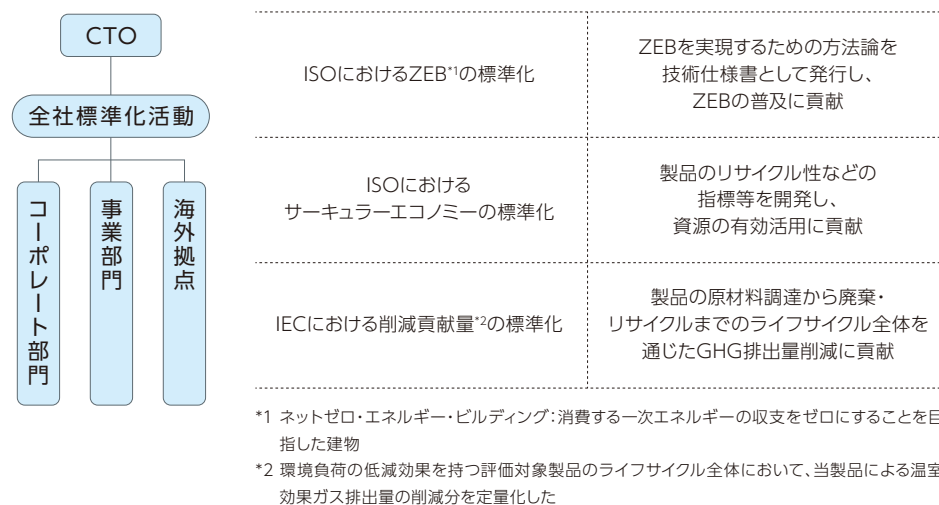 CTO
全社標準化活動
コーポレート部門
事業部門
海外拠点
ISOにおけるZEB*1の標準化
ZEBを実現するための方法論を
技術仕様書として発行し、
ZEBの普及に貢献
ISOにおける
サーキュラーエコノミーの標準化
製品のリサイクル性などの
指標等を開発し、
資源の有効活用に貢献
IECにおける削減貢献量*2の標準化
製品の原材料調達から廃棄・
リサイクルまでのライフサイクル全体を
通じたGHG排出量削減に貢献
*1 ネットゼロ・エネルギー・ビルディング：消費する一次エネルギーの収支をゼロにすることを目
指した建物
*2 環境負荷の低減効果を持つ評価対象製品のライフサイクル全体において、当製品による温室
効果ガス排出量の削減分を定量化した